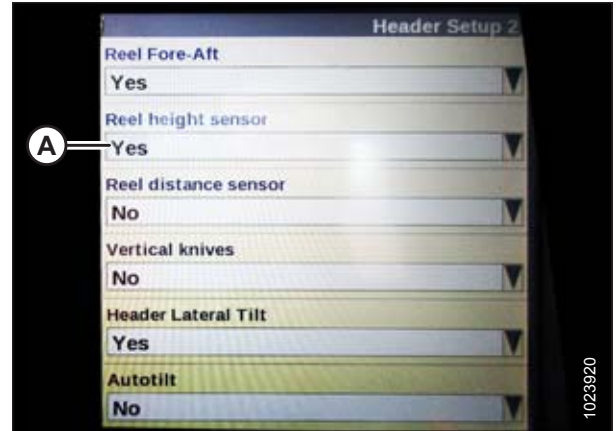 Header Setup 2
Reel Fore-Aft
Yes
Reel height sensor
A
Yes
Reel distance sensor
No
Vertical knives
No
Header Lateral Tilt
Yes
Autotilt
No
1023920